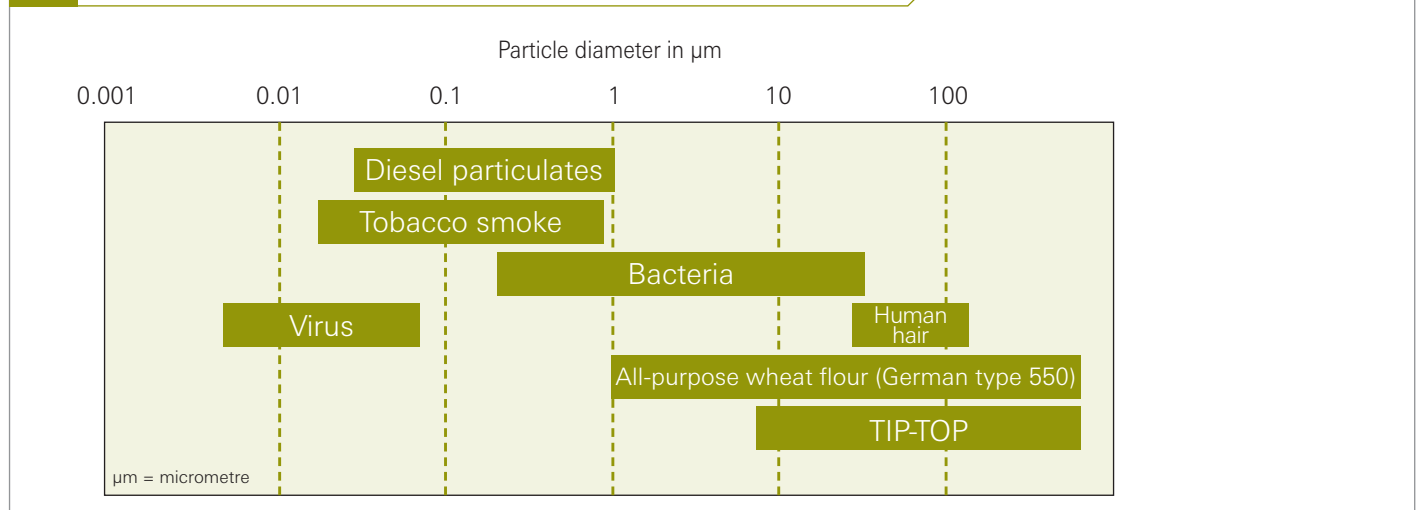 Particle diameter in µm
0.001 0.01 0.1 1 10 100
Diesel particulates
Tobacco smoke
Bacteria
Virus
Human
hair
All-purpose wheat flour (German type 550)
TIP-TOP
µm = micrometre